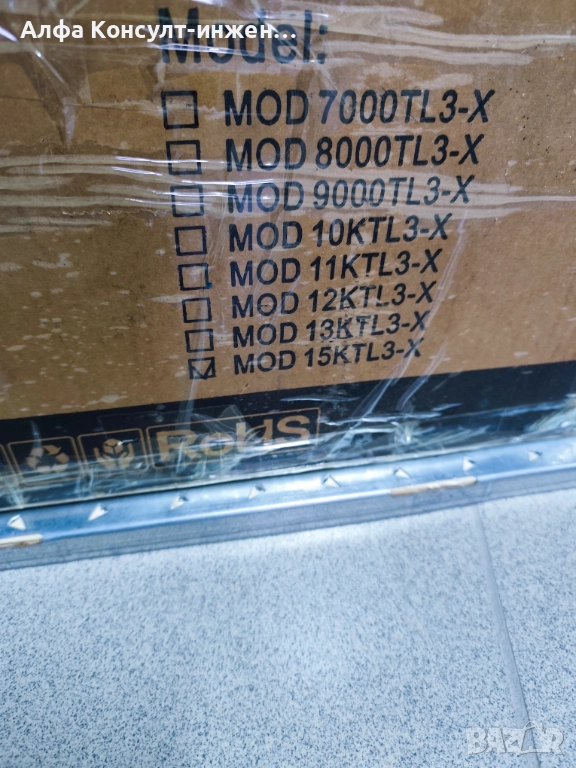 Алфа Консулт-инжен...
Model:
MOD 7000TL3-X
MOD 8000TL3-X
MOD 9000TL3-X
MOD 10KTL3-X
MOD 11KTL3-X
MOD 12KTL3-X
MOD 13KTL3-X
MOD 15KTL3-X
RoHS
BAZAR